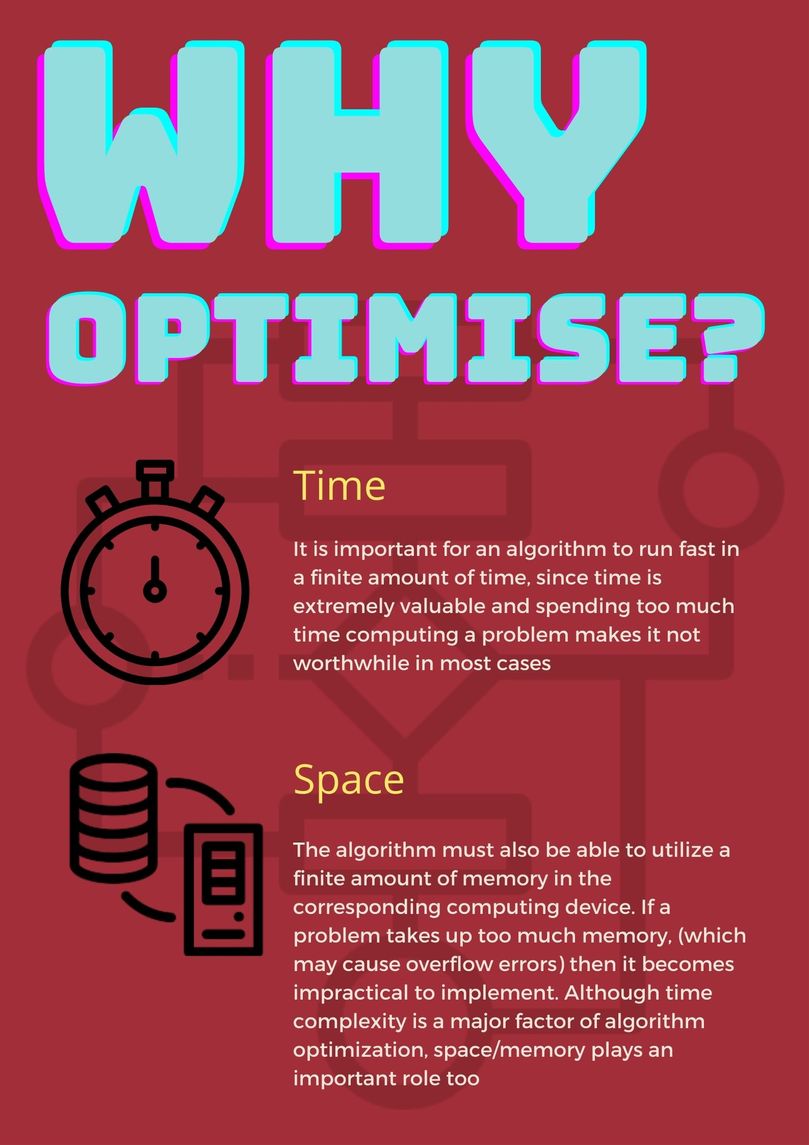 WHY
OPTIMISE?
Time
It is important for an algorithm to run fast in
a finite amount of time, since time is
extremely valuable and spending too much
time computing a problem makes it not
worthwhile in most cases
Space
The algorithm must also be able to utilize a
finite amount of memory in the
corresponding computing device. If a
problem takes up too much memory, (which
may cause overflow errors) then it becomes
impractical to implement. Although time
complexity is a major factor of algorithm
optimization, space/memory plays an
important role too